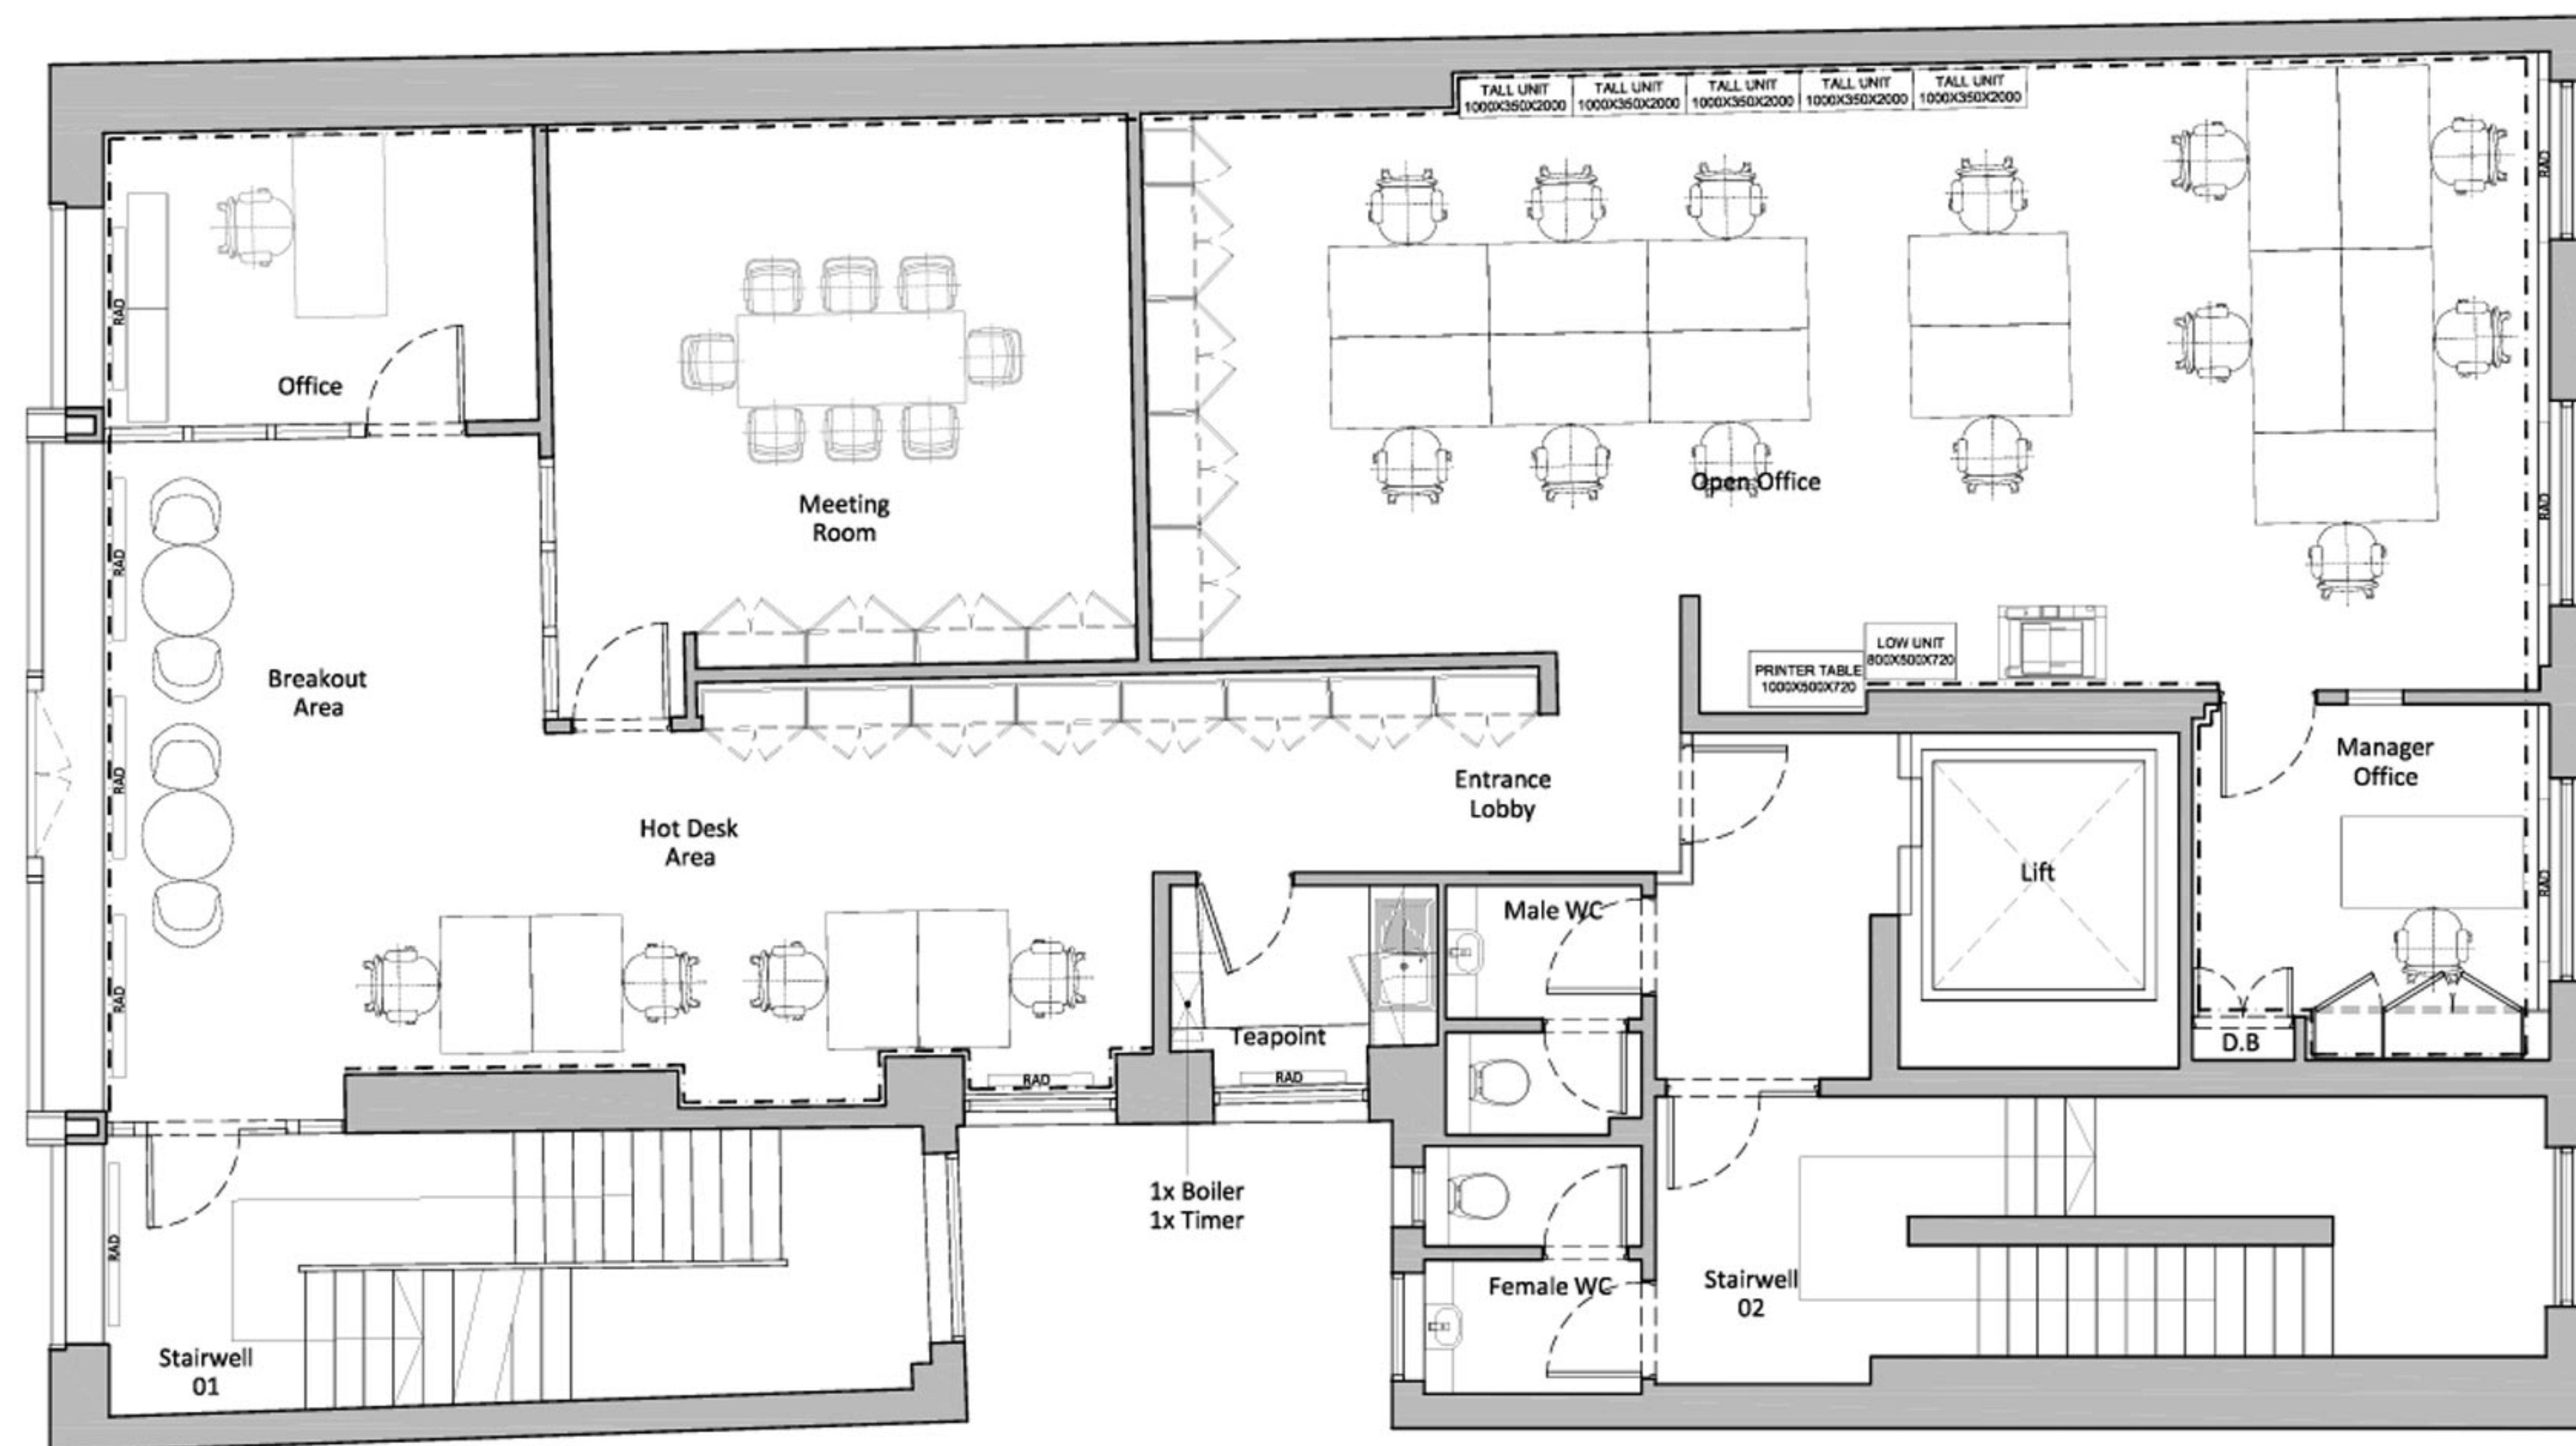 TALL UNIT
1000X350X2000
TALL UNIT
1000X350X2000
TALL UNIT
1000X350X2000
TALL UNIT
1000X350X2000
TALL UNIT
1000X350X2000
RAD
RAD
Office
Meeting
Room
Open Office
RAD
RAD
Breakout
Area
LOW UNIT
800X500X720
PRINTER TABLE
1000X500X720
RAD
Entrance
Lobby
Manager
Office
Hot Desk
Area
Lift
RAD
Male WC
RAD
Teapoint
D.B
RAD
RAD
1x Boiler
1x Timer
RAD
Female WC
Stairwell
02
Stairwell
01